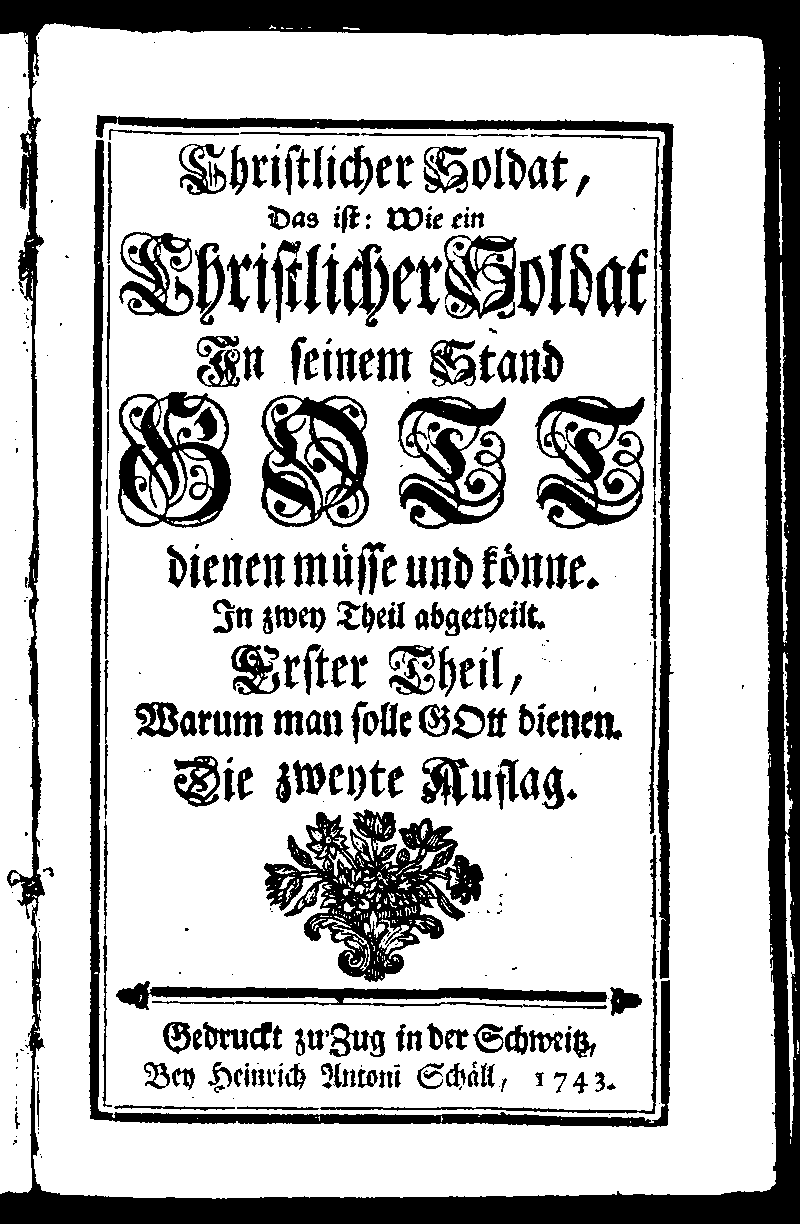 Christlicher Soldat,
Das ist: Wie ein
Christlicher Soldat
In seinem Stand
GOTT
dienen müsse und könne.
In zwey Theil abgetheilt.
Erster Theil,
Warum man solle GOtt dienen.
Die zweyte Auflag.
Gedruckt zu Zug in der Schweitz,
Bey Heinrich Antoni Schäll, 1743.